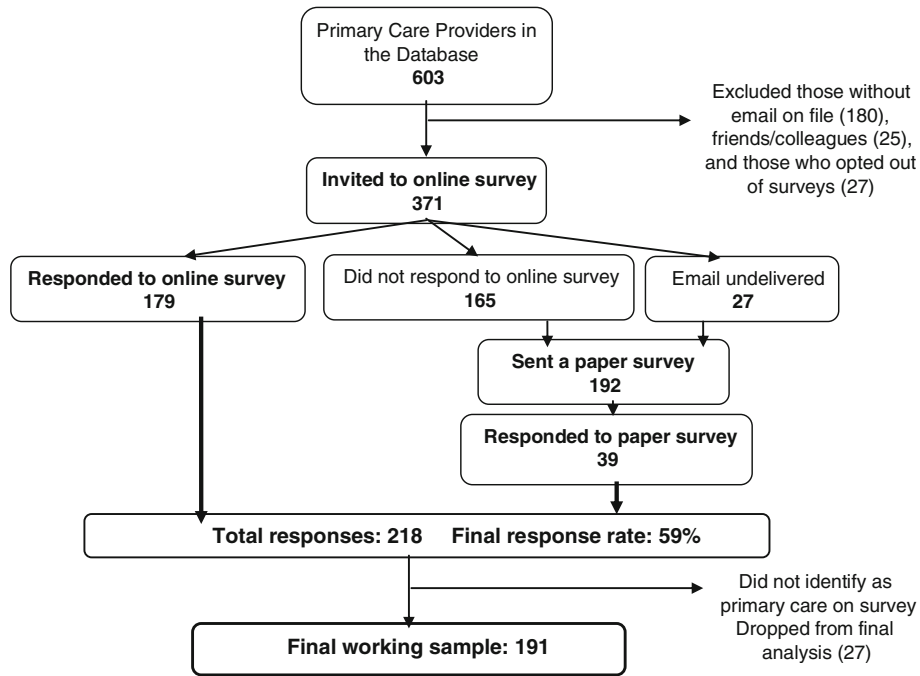 Primary Care Providers in
the Database
603
Excluded those without
email on file (180),
friends/colleagues (25),
and those who opted out
of surveys (27)
Invited to online survey
371
Responded to online survey
179
Did not respond to online survey
165
Email undelivered
27
Sent a paper survey
192
Responded to paper survey
39
Total responses: 218 Final response rate: 59%
Did not identify as
primary care on survey
Dropped from final
analysis (27)
Final working sample: 191